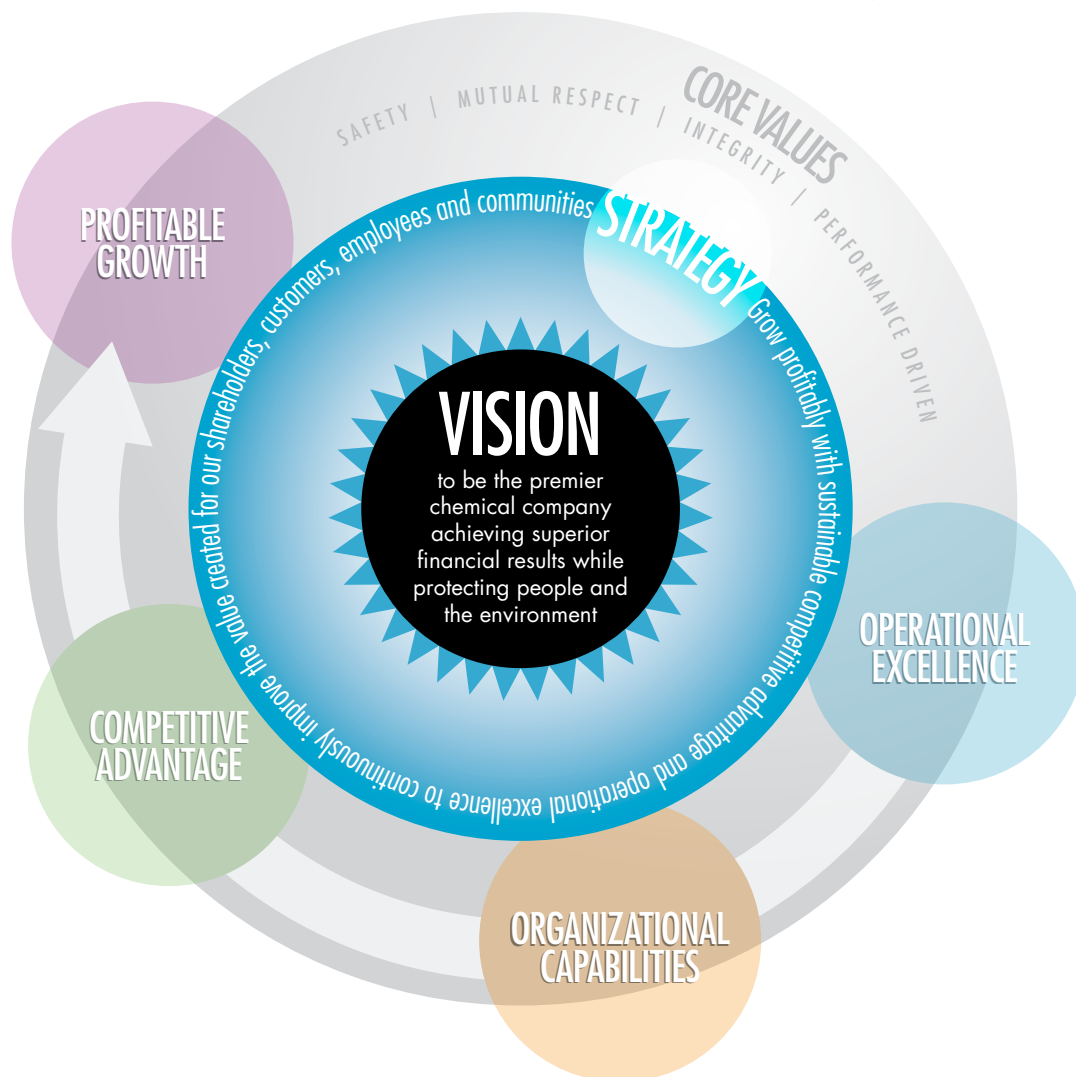 CORE VALUES
SAFETY | MUTUAL RESPECT | INTEGRITY | PERFORMANCE DRIVEN
STRATEGY
Grow profitably with sustainable competitive advantage and operational excellence to continuously improve the value created for our shareholders, customers, employees and communities
VISION
to be the premier
chemical company
achieving superior
financial results while
protecting people and
the environment
PROFITABLE
GROWTH
OPERATIONAL
EXCELLENCE
COMPETITIVE
ADVANTAGE
ORGANIZATIONAL
CAPABILITIES